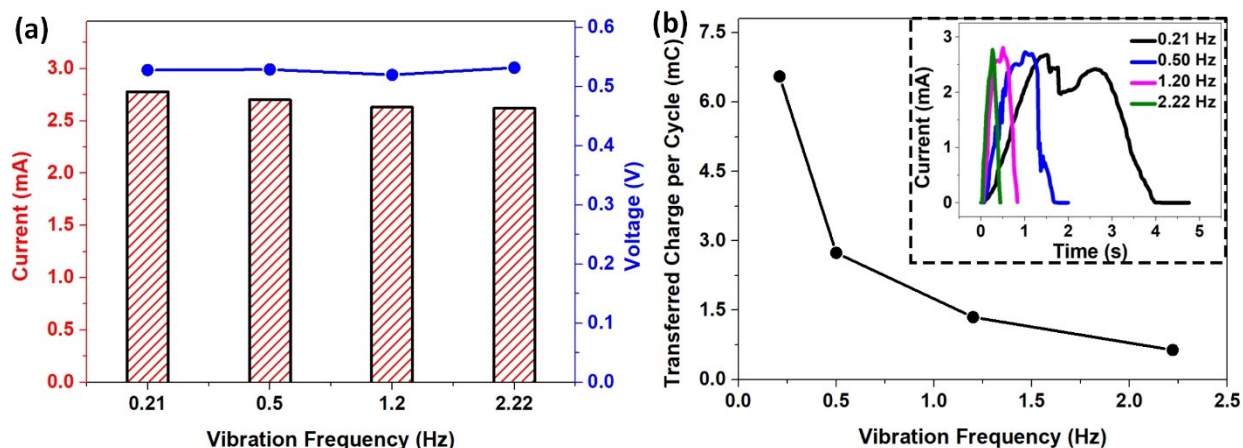 (a)
Current (mA)
3.0
2.5
2.0
1.5
1.0
0.5
0.0
0.6
0.5
0.4
0.3
0.2
0.1
0.0
Voltage (V)
0.21 0.5 1.2 2.22
Vibration Frequency (Hz)
(b)
Transferred Charge per Cycle (mC)
7.5
6.0
4.5
3.0
1.5
0.0
0.0 0.5 1.0 1.5 2.0 2.5
Vibration Frequency (Hz)
Current (mA)
3
2
1
0
0 1 2 3 4 5
Time (s)
0.21 Hz
0.50 Hz
1.20 Hz
2.22 Hz